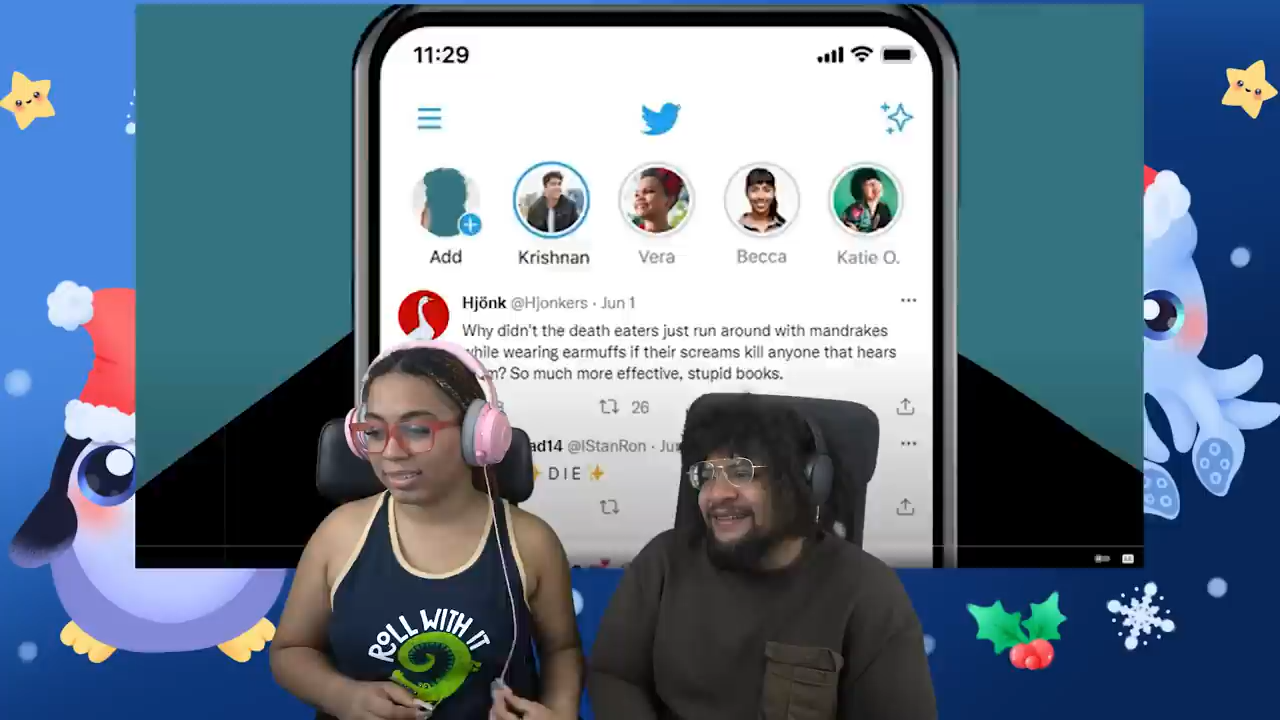 11:29
Add
Krishnan
Vera
Becca
Katie O.
Hjönk @Hjonkers · Jun 1
Why didn't the death eaters just run around with mandrakes
while wearing earmuffs if their screams kill anyone that hears
So much more effective, stupid books.
26
ad14 @IStanRon ·
✨ D I E ✨
ROLL WITH IT